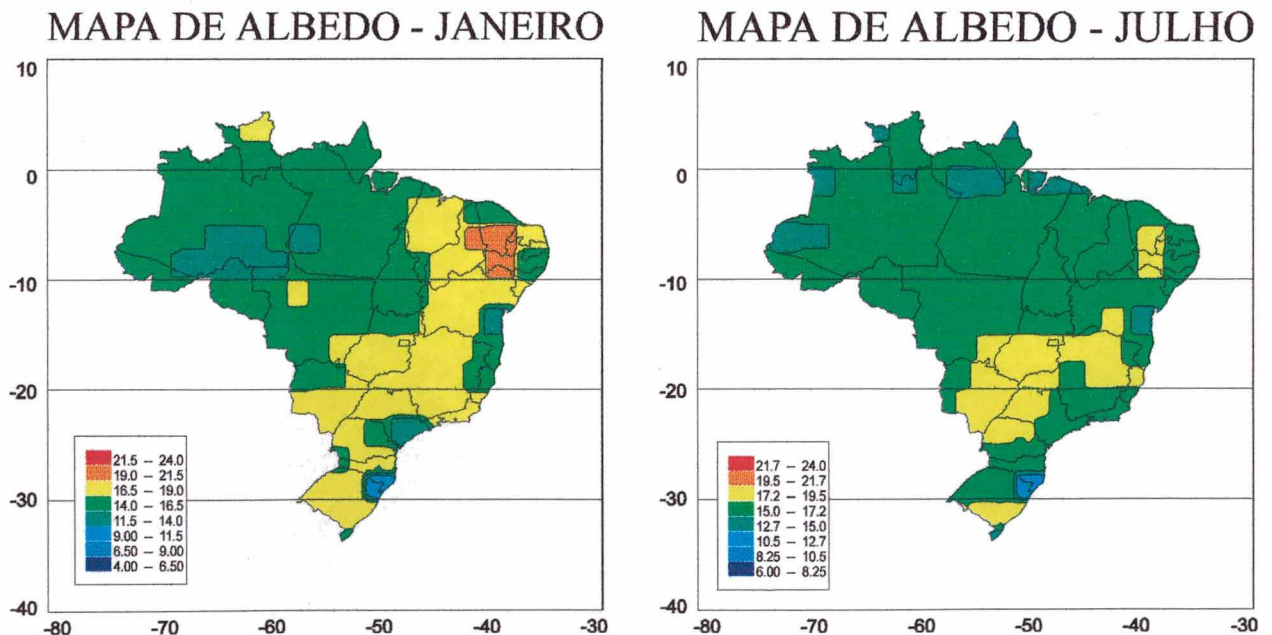 MAPA DE ALBEDO - JANEIRO
10
0
-10
-20
-30
-40
-80 -70 -60 -50 -40 -30
21.5 – 24.0
19.0 – 21.5
16.5 – 19.0
14.0 – 16.5
11.5 – 14.0
9.00 – 11.5
6.50 – 9.00
4.00 – 6.50
MAPA DE ALBEDO - JULHO
10
0
-10
-20
-30
-40
-80 -70 -60 -50 -40 -30
21.7 – 24.0
19.5 – 21.7
17.2 – 19.5
15.0 – 17.2
12.7 – 15.0
10.5 – 12.7
8.25 – 10.5
6.00 – 8.25